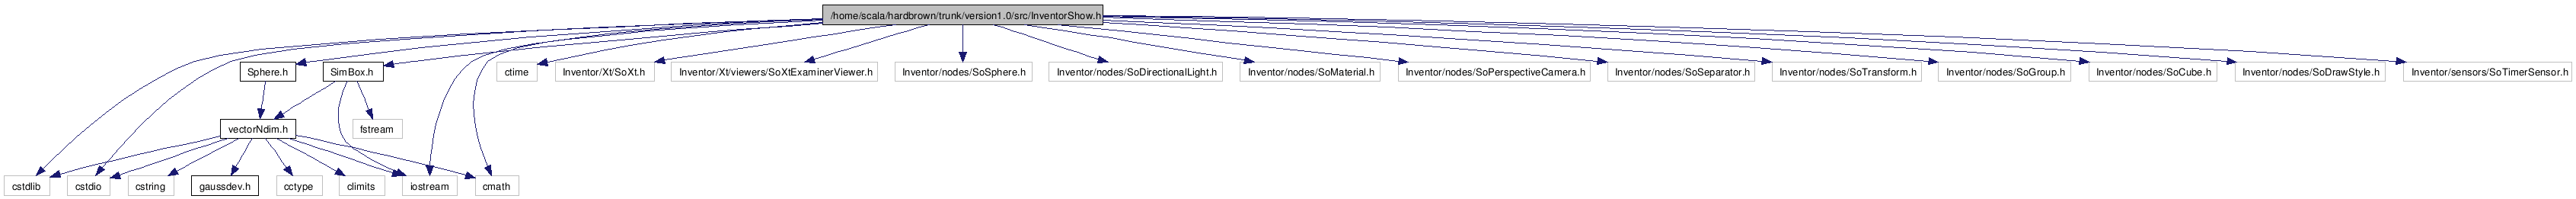 /home/scala/hardbrown/trunk/version1.0/src/InventorShow.h
Sphere.h
SimBox.h
ctime
Inventor/Xt/SoXt.h
Inventor/Xt/viewers/SoXtExaminerViewer.h
Inventor/nodes/SoSphere.h
Inventor/nodes/SoDirectionalLight.h
Inventor/nodes/SoMaterial.h
Inventor/nodes/SoPerspectiveCamera.h
Inventor/nodes/SoSeparator.h
Inventor/nodes/SoTransform.h
Inventor/nodes/SoGroup.h
Inventor/nodes/SoCube.h
Inventor/nodes/SoDrawStyle.h
Inventor/sensors/SoTimerSensor.h
vectorNdim.h
fstream
cstdlib
cstdio
cstring
gaussdev.h
cctype
climits
iostream
cmath